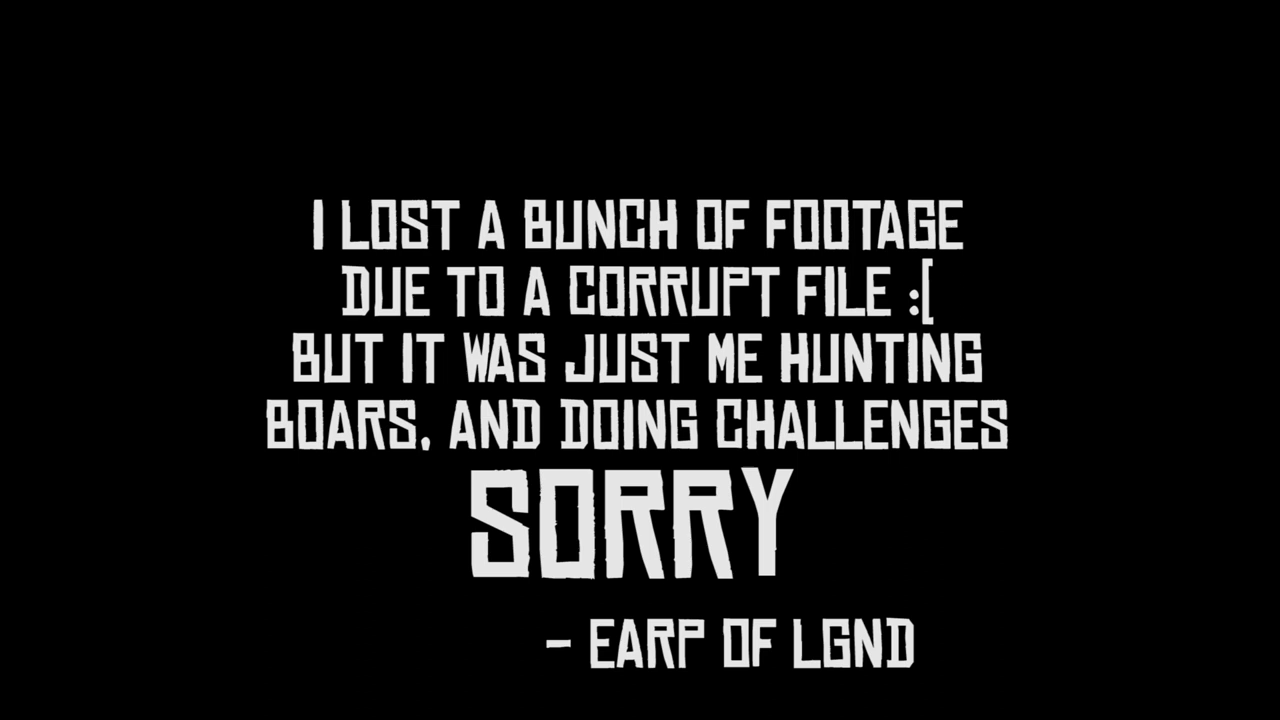 I LOST A BUNCH OF FOOTAGE
DUE TO A CORRUPT FILE :[
BUT IT WAS JUST ME HUNTING
BOARS, AND DOING CHALLENGES
SORRY
- EARP OF LGND